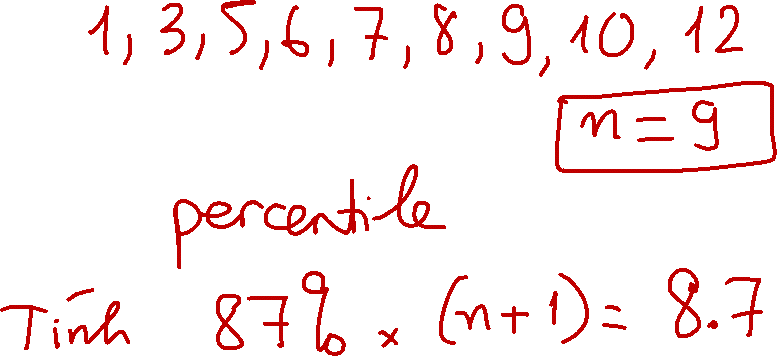 1, 3, 5, 6, 7, 8, 9, 10, 12
n = 9
percentile
Tính 87% × (n+1) = 8.7